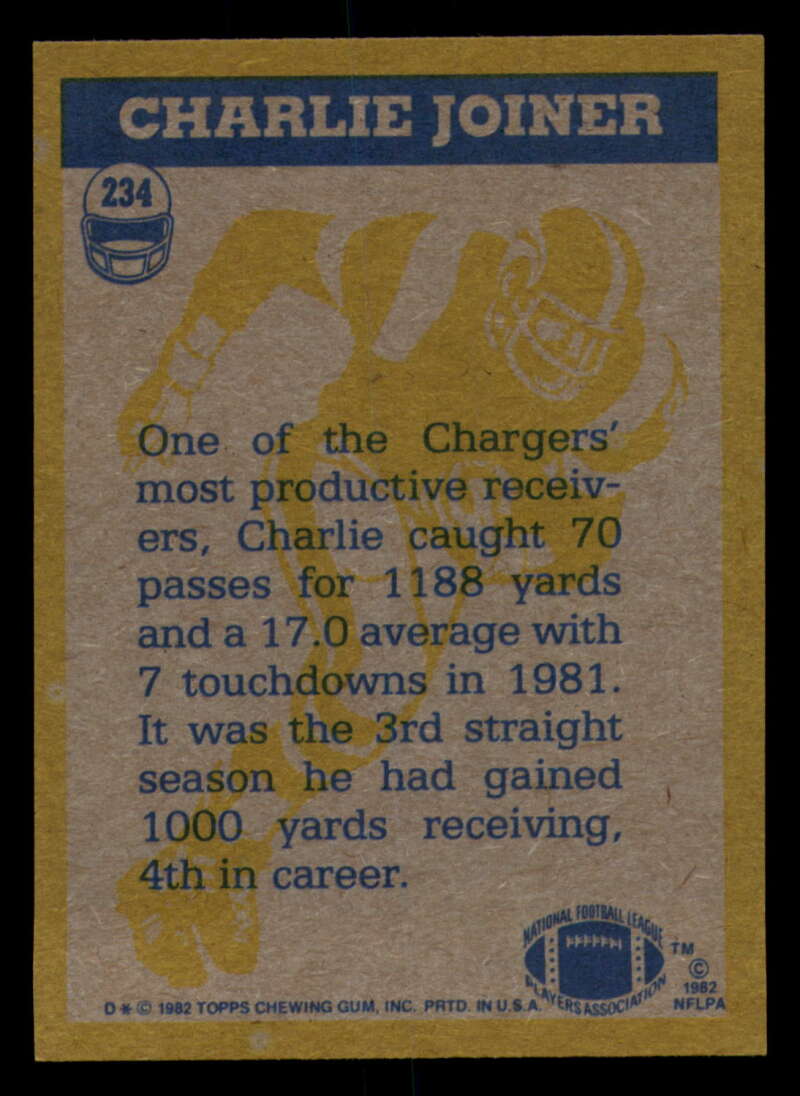 CHARLIE JOINER
234
One of the Chargers'
most productive receiv-
ers, Charlie caught 70
passes for 1188 yards
and a 17.0 average with
7 touchdowns in 1981.
It was the 3rd straight
season he had gained
1000 yards receiving,
4th in career.
NATIONAL FOOTBALL LEAGUE
PLAYERS ASSOCIATION
TM
©
1982
NFLPA
D * © 1982 TOPPS CHEWING GUM, INC. PRTD. IN U.S.A.